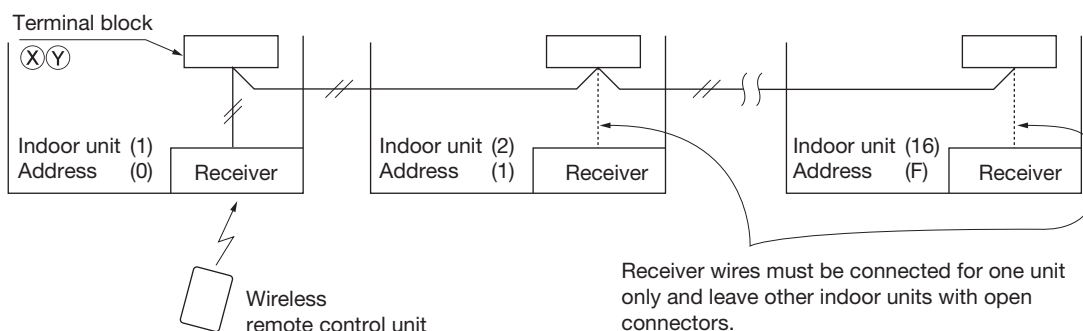 Terminal block
X Y
Indoor unit (1)
Address (0)
Receiver
Indoor unit (2)
Address (1)
Receiver
Indoor unit (16)
Address (F)
Receiver
Wireless
remote control unit
Receiver wires must be connected for one unit
only and leave other indoor units with open
connectors.